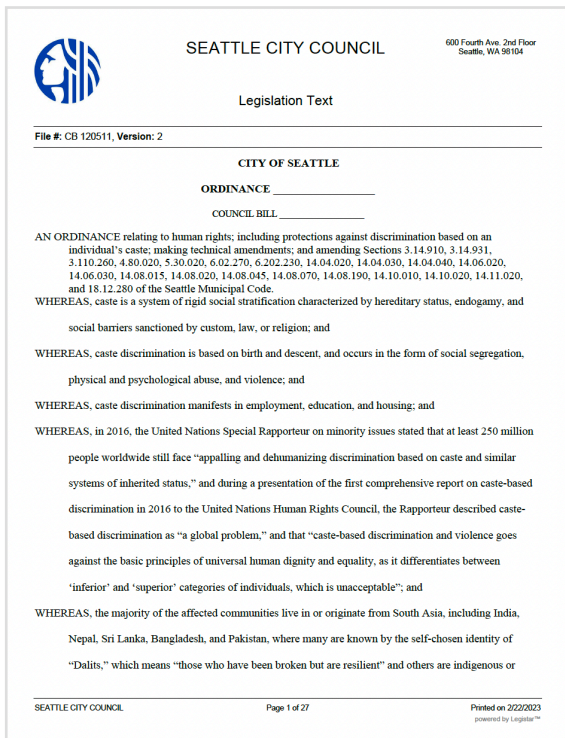 SEATTLE CITY COUNCIL
600 Fourth Ave. 2nd Floor
Seattle, WA 98104
Legislation Text
File #: CB 120511, Version: 2
CITY OF SEATTLE
ORDINANCE __________________
COUNCIL BILL __________________
AN ORDINANCE relating to human rights; including protections against discrimination based on an
individual's caste; making technical amendments; and amending Sections 3.14.910, 3.14.931,
3.110.260, 4.80.020, 5.30.020, 6.02.270, 6.202.230, 14.04.020, 14.04.030, 14.04.040, 14.06.020,
14.06.030, 14.08.015, 14.08.020, 14.08.045, 14.08.070, 14.08.190, 14.10.010, 14.10.020, 14.11.020,
and 18.12.280 of the Seattle Municipal Code.
WHEREAS, caste is a system of rigid social stratification characterized by hereditary status, endogamy, and
social barriers sanctioned by custom, law, or religion; and
WHEREAS, caste discrimination is based on birth and descent, and occurs in the form of social segregation,
physical and psychological abuse, and violence; and
WHEREAS, caste discrimination manifests in employment, education, and housing; and
WHEREAS, in 2016, the United Nations Special Rapporteur on minority issues stated that at least 250 million
people worldwide still face “appalling and dehumanizing discrimination based on caste and similar
systems of inherited status,” and during a presentation of the first comprehensive report on caste-based
discrimination in 2016 to the United Nations Human Rights Council, the Rapporteur described caste-
based discrimination as “a global problem,” and that “caste-based discrimination and violence goes
against the basic principles of universal human dignity and equality, as it differentiates between
‘inferior’ and ‘superior’ categories of individuals, which is unacceptable”; and
WHEREAS, the majority of the affected communities live in or originate from South Asia, including India,
Nepal, Sri Lanka, Bangladesh, and Pakistan, where many are known by the self-chosen identity of
“Dalits,” which means “those who have been broken but are resilient” and others are indigenous or
SEATTLE CITY COUNCIL
Page 1 of 27
Printed on 2/22/2023
powered by Legistar™